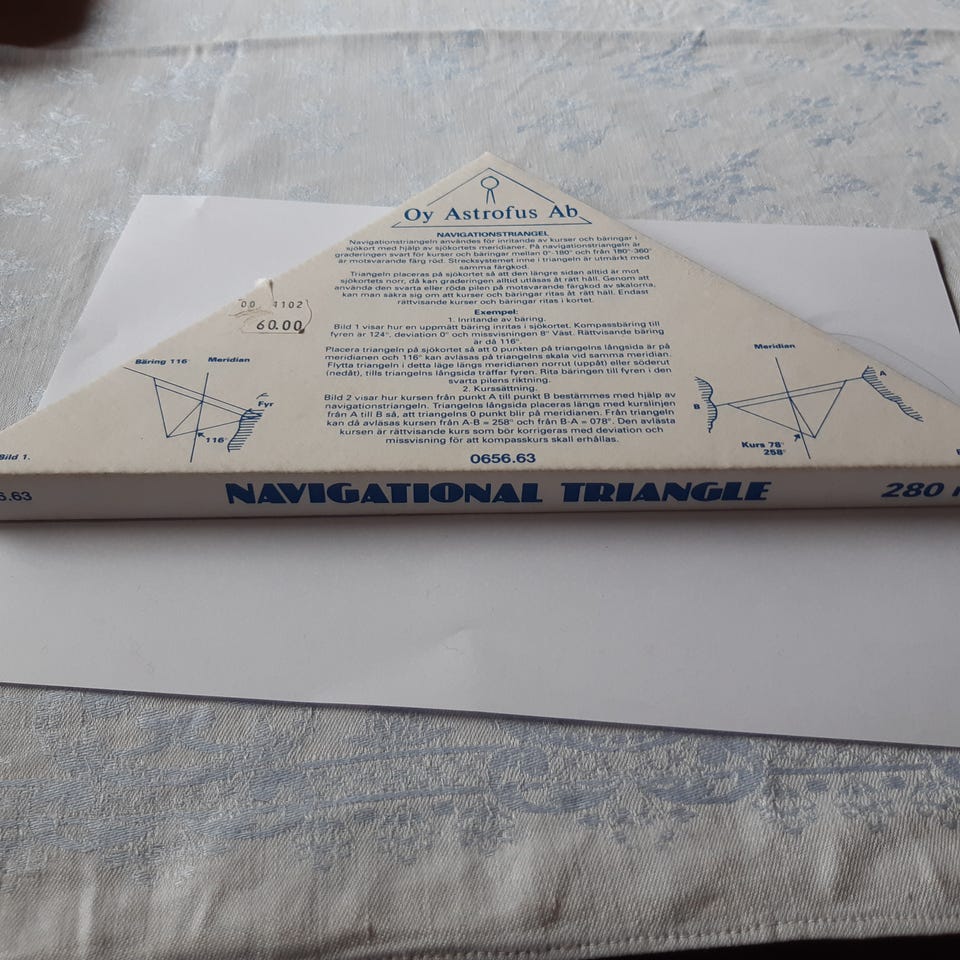 Oy Astrofus Ab
NAVIGATIONSTRIANGEL
Navigationstriangeln användes för inritande av kurser och bäringar i
sjökort med hjälp av sjökortets meridianer. På navigationstriangeln är
graderingen svart för kurser och bäringar mellan 0°-180° och från 180°-360°
är motsvarande färg röd. Strecksystemet inne i triangeln är utmärkt med
samma färgkod.
Triangeln placeras på sjökortet så att den längre sidan alltid är mot
sjökortets norr, då kan graderingen alltid utläsas åt rätt håll. Genom att
använda den svarta eller röda pilen på motsvarande färgkod av skalorna,
kan man säkra sig om att kurser och bäringar ritas åt rätt håll. Endast
rättvisande kurser och bäringar ritas i kortet.
Exempel:
1. Inritande av bäring.
Bild 1 visar hur en uppmätt bäring inritas i sjökortet. Kompassbäring till
fyren är 124°, deviation 0° och missvisningen 8° Väst. Rättvisande bäring
är då 116°.
Placera triangeln på sjökortet så att 0 punkten på triangelns långsida är på
meridianen och 116° kan avläsas på triangelns skala vid samma meridian.
Flytta triangeln i detta läge längs meridianen norrut (uppåt) eller söderut
(nedåt), tills triangelns långsida träffar fyren. Rita bäringen till fyren i den
svarta pilens riktning.
2. Kurssättning.
Bild 2 visar hur kursen från punkt A till punkt B bestämmes med hjälp av
navigationstriangeln. Triangelns långsida placeras längs med kurslinjen
från A till B så, att triangelns 0 punkt blir på meridianen. Från triangeln
kan då avläsas kursen från A-B = 258° och från B-A = 078°. Den avlästa
kursen är rättvisande kurs som bör korrigeras med deviation och
missvisning för att kompasskurs skall erhållas.
0656.63
00 1102
60.00
Bäring 116 Meridian
Fyr
116°
Bild 1.
Meridian
A
B
Kurs 78°
258°
6.63
NAVIGATIONAL TRIANGLE
280